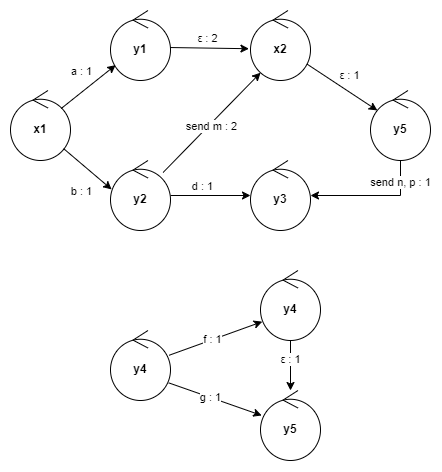 y1
ε : 2
x2
a : 1
ε : 1
x1
send m : 2
y5
b : 1
y2
d : 1
y3
send n, p : 1
y4
f : 1
y4
ε : 1
g : 1
y5